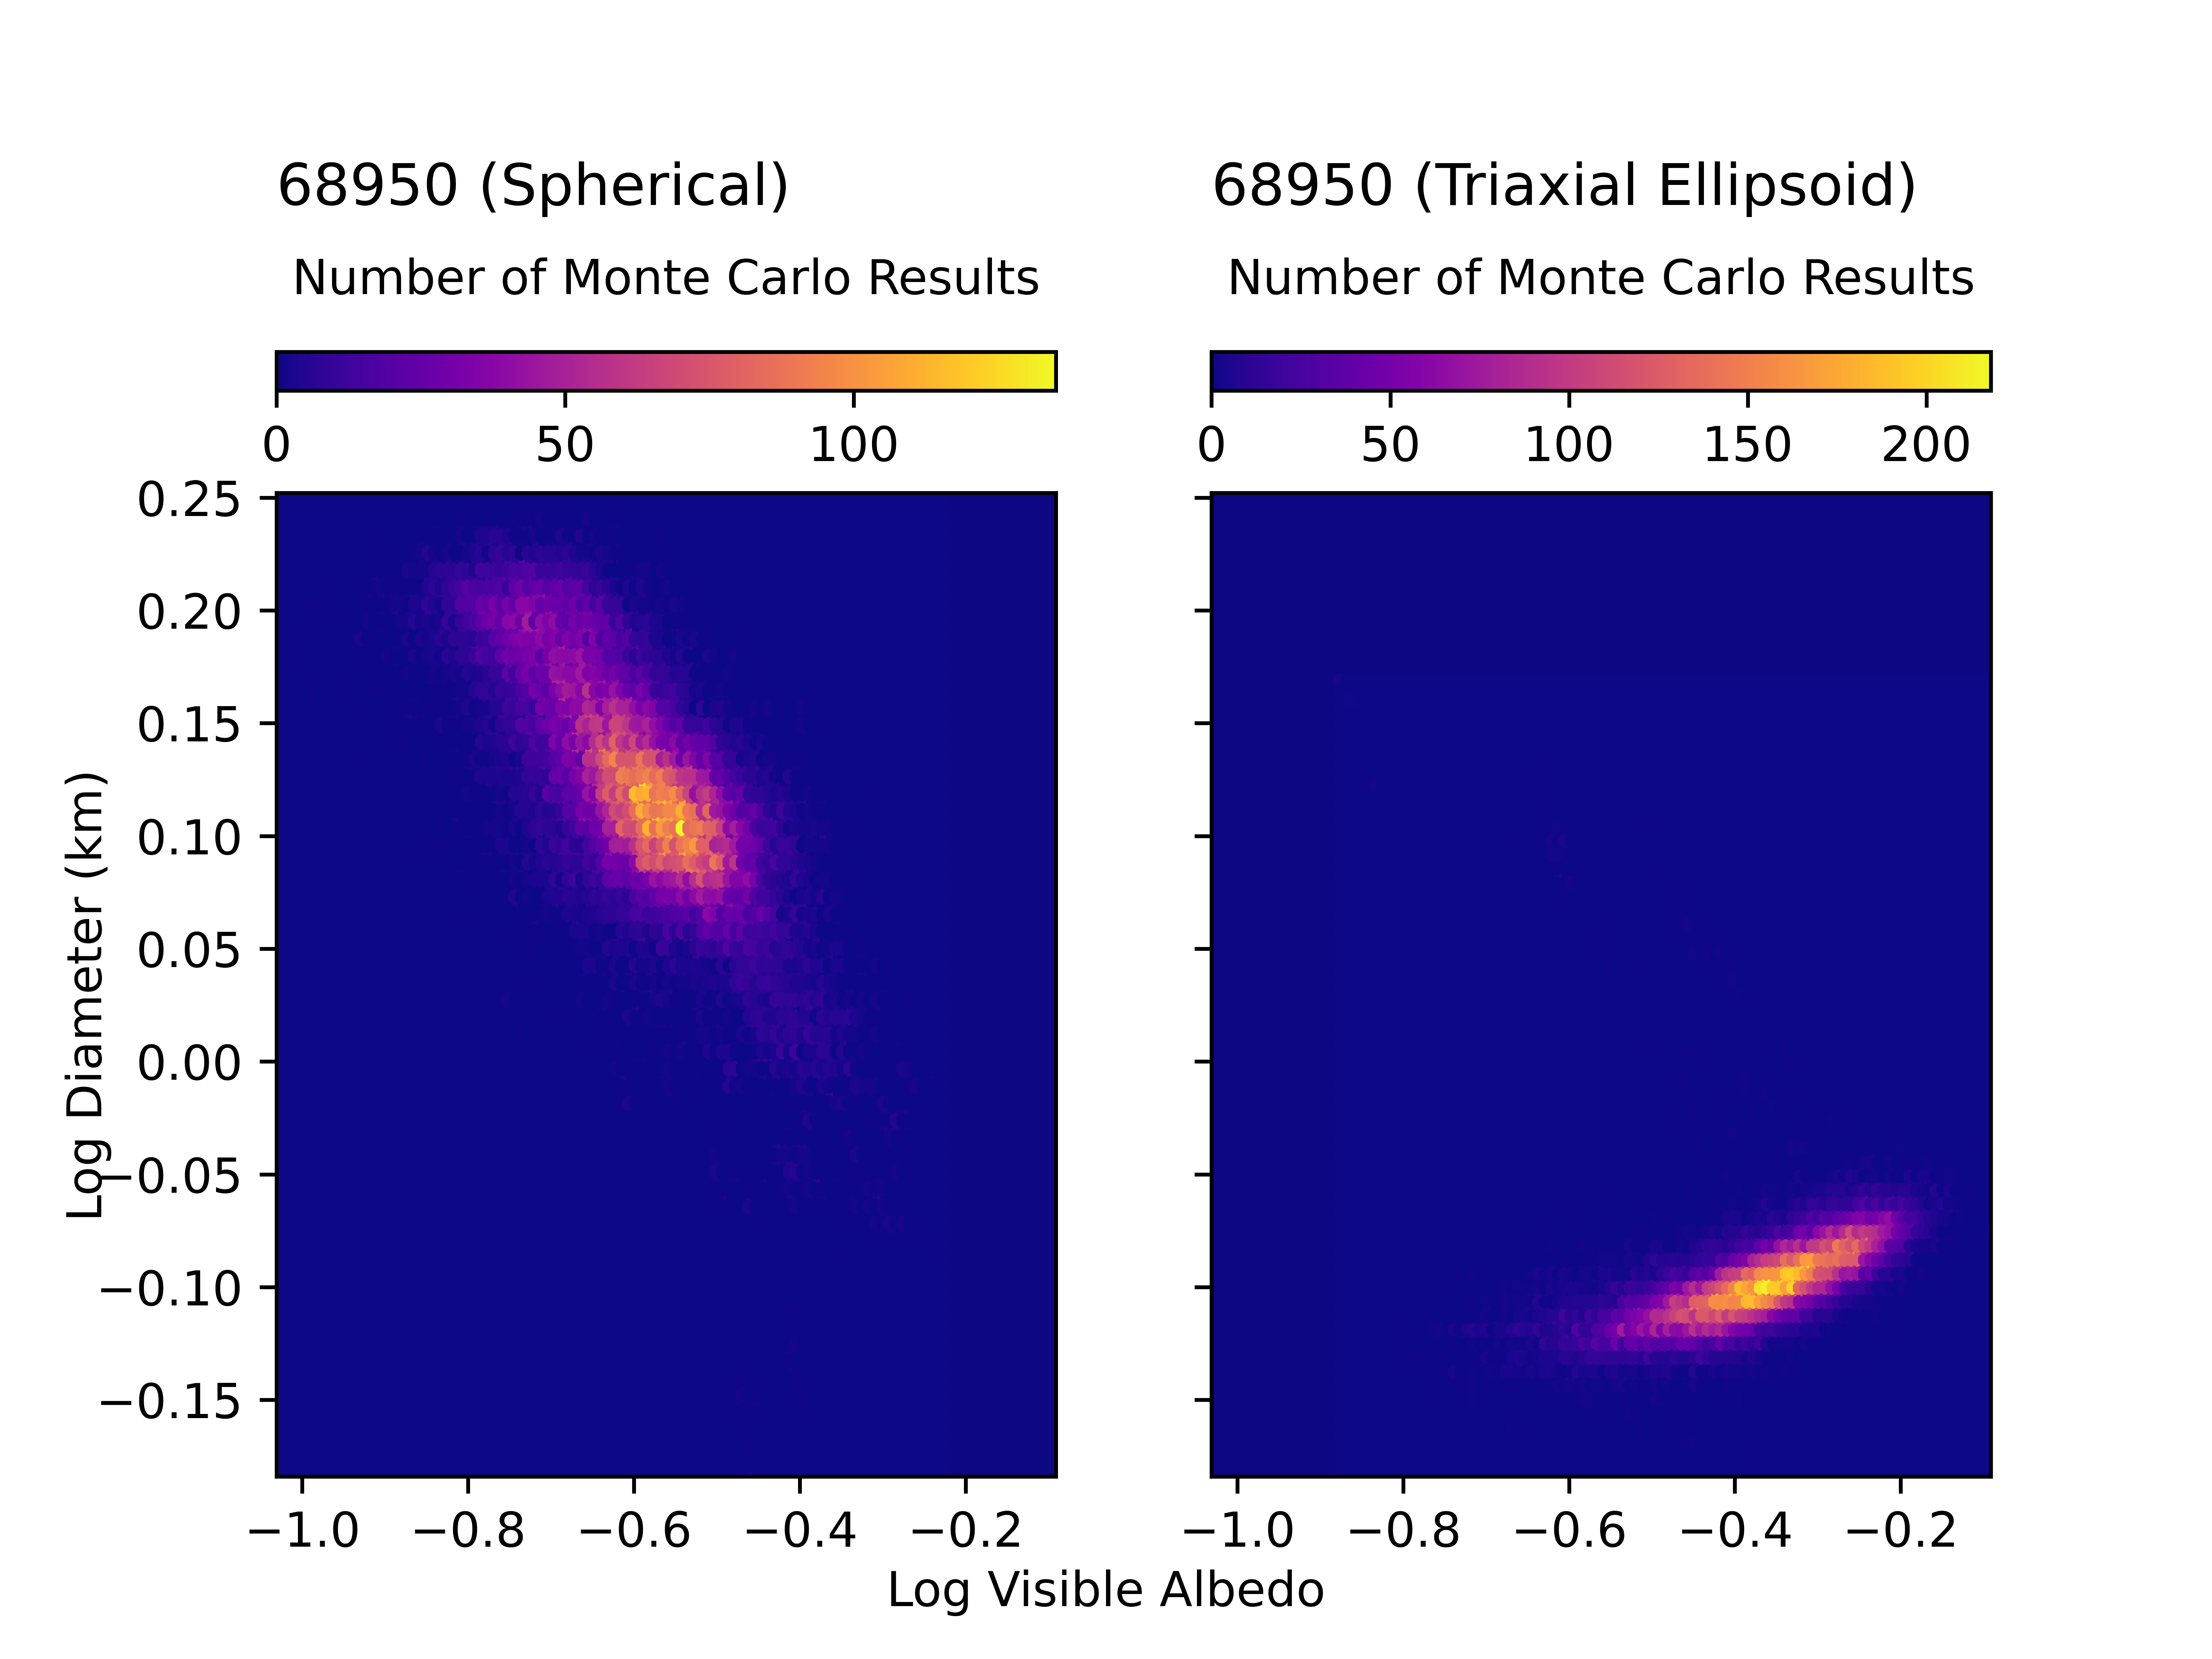 68950 (Spherical)
Number of Monte Carlo Results
0 50 100
68950 (Triaxial Ellipsoid)
Number of Monte Carlo Results
0 50 100 150 200
Log Diameter (km)
0.25
0.20
0.15
0.10
0.05
0.00
−0.05
−0.10
−0.15
−1.0 −0.8 −0.6 −0.4 −0.2
−1.0 −0.8 −0.6 −0.4 −0.2
Log Visible Albedo